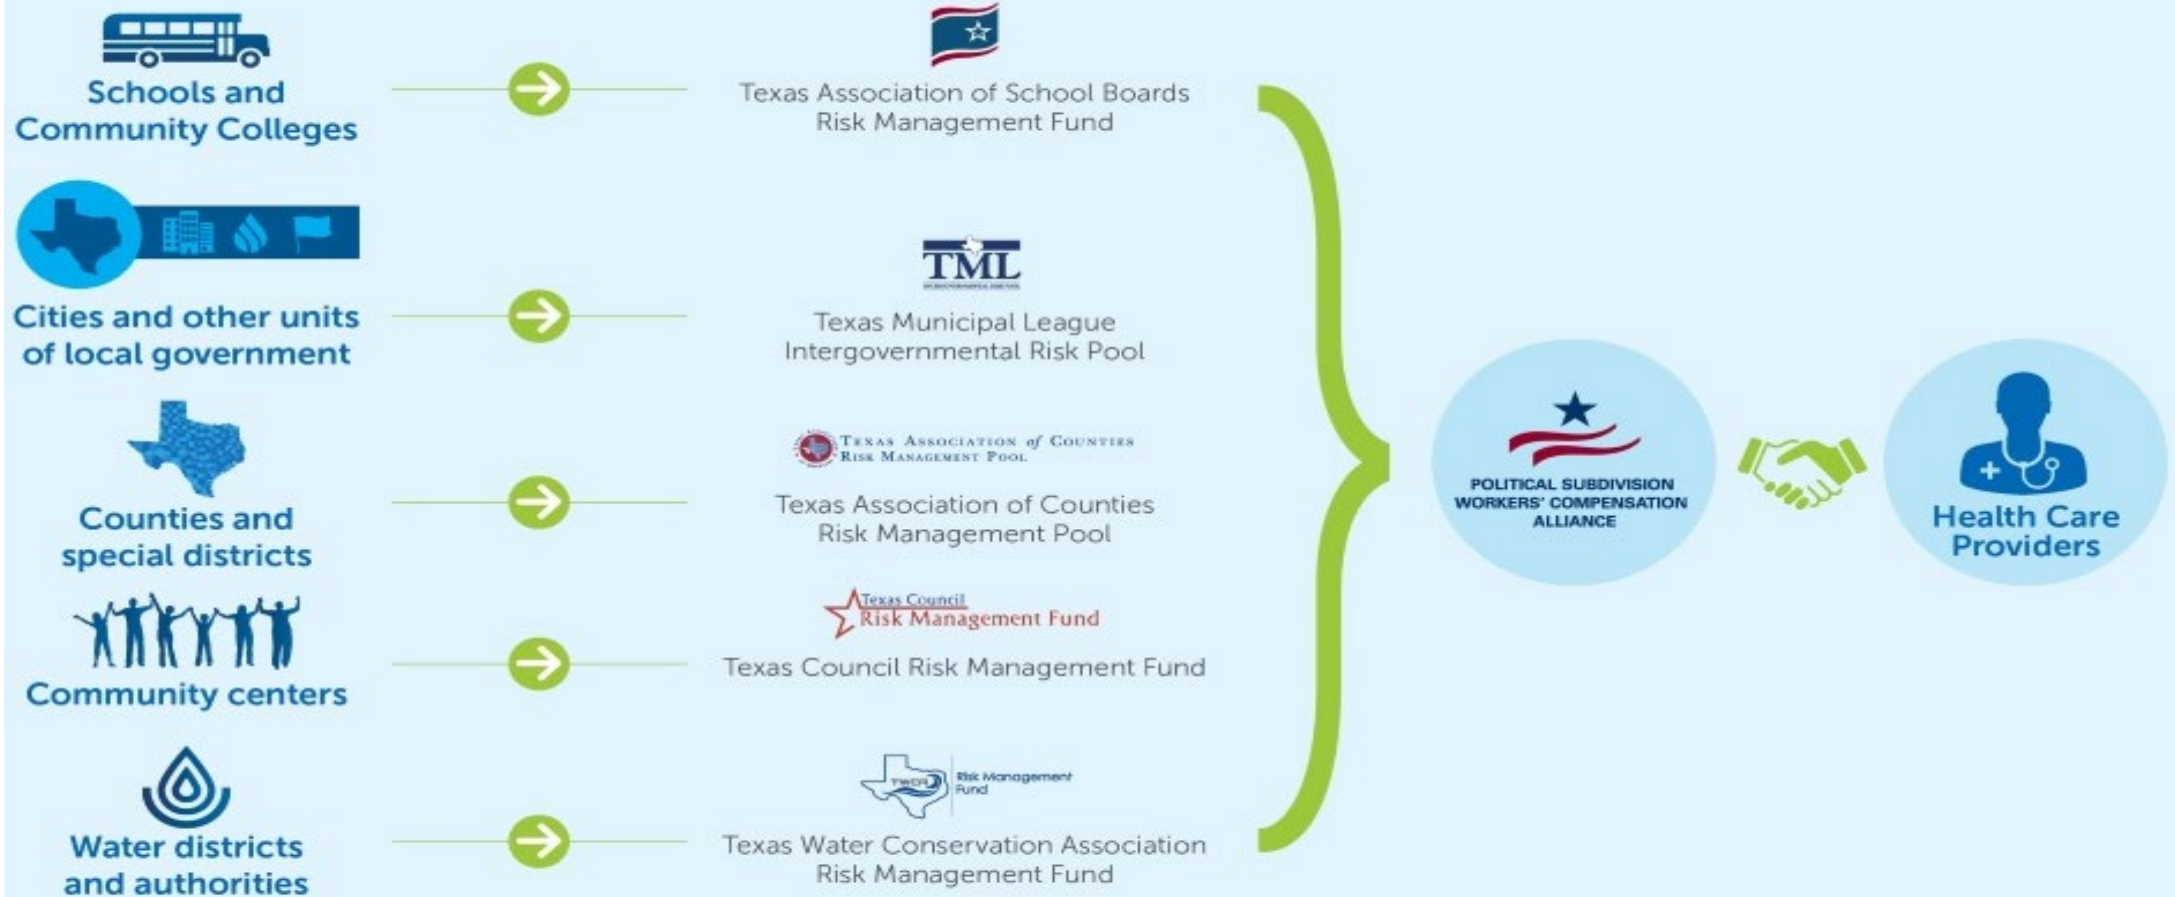 Schools and
Community Colleges
Texas Association of School Boards
Risk Management Fund
TML
Cities and other units
of local government
Texas Municipal League
Intergovernmental Risk Pool
TEXAS ASSOCIATION of COUNTIES
RISK MANAGEMENT POOL
Counties and
special districts
Texas Association of Counties
Risk Management Pool
Texas Council
Risk Management Fund
Community centers
Texas Council Risk Management Fund
TWCA
Risk Management
Fund
Water districts
and authorities
Texas Water Conservation Association
Risk Management Fund
POLITICAL SUBDIVISION
WORKERS' COMPENSATION
ALLIANCE
Health Care
Providers